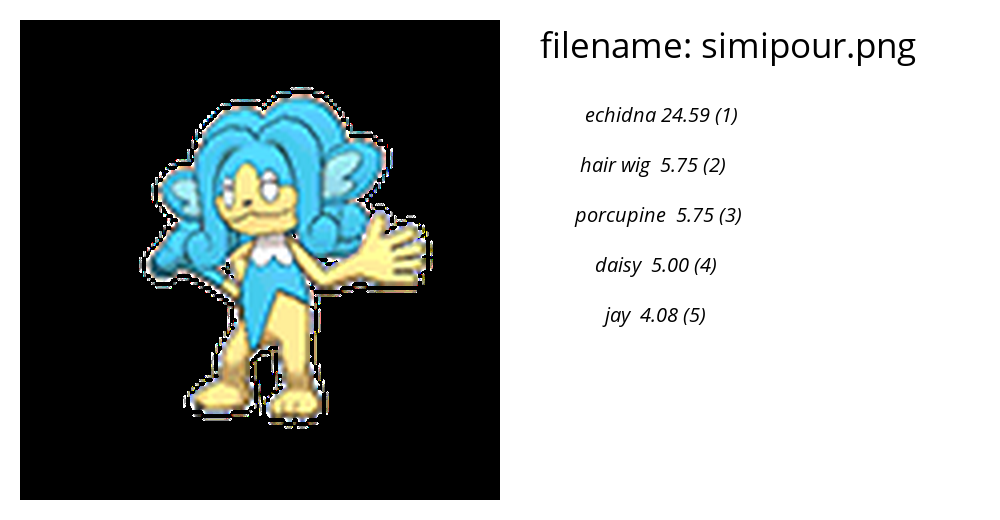 filename: simipour.png
echidna 24.59 (1)
hair wig 5.75 (2)
porcupine 5.75 (3)
daisy 5.00 (4)
jay 4.08 (5)